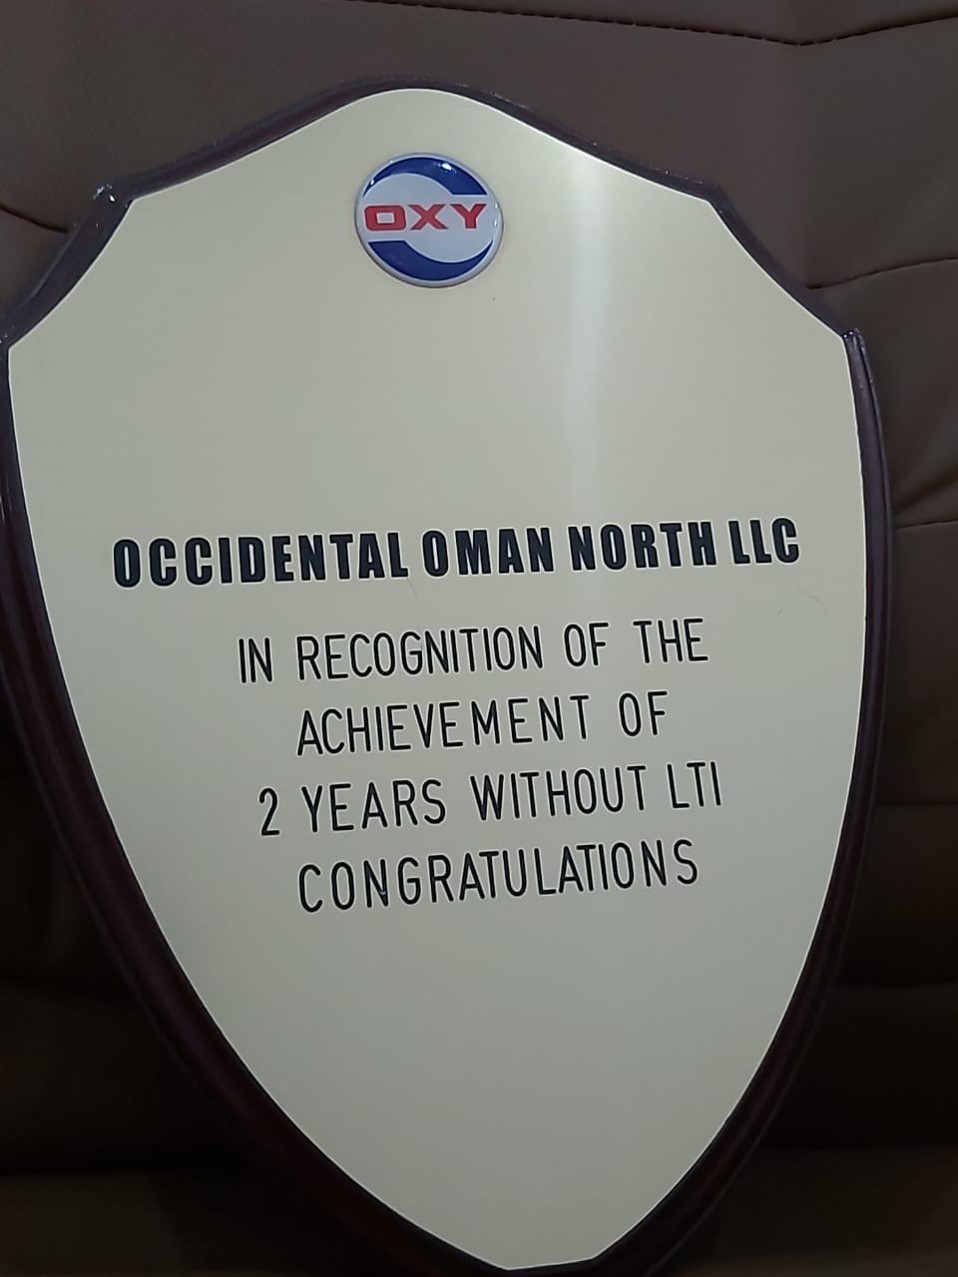 OXY
OCCIDENTAL OMAN NORTH LLC
IN RECOGNITION OF THE
ACHIEVEMENT OF
2 YEARS WITHOUT LTI
CONGRATULATIONS